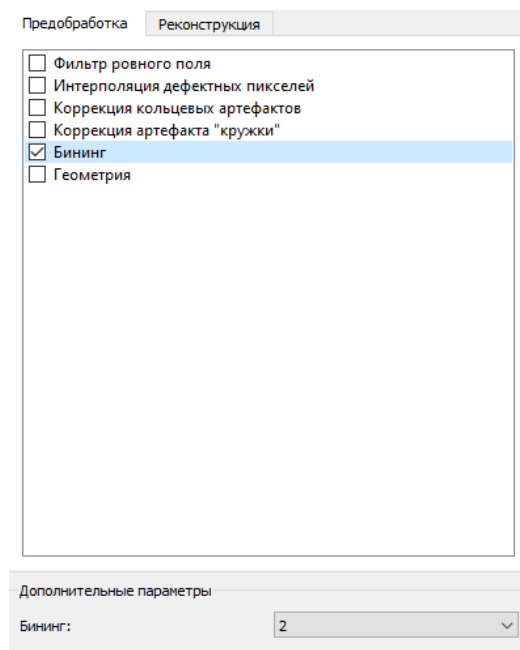 Предобработка Реконструкция
Фильтр ровного поля
Интерполяция дефектных пикселей
Коррекция кольцевых артефактов
Коррекция артефакта "кружки"
Бининг
Геометрия
Дополнительные параметры
Бининг: 2